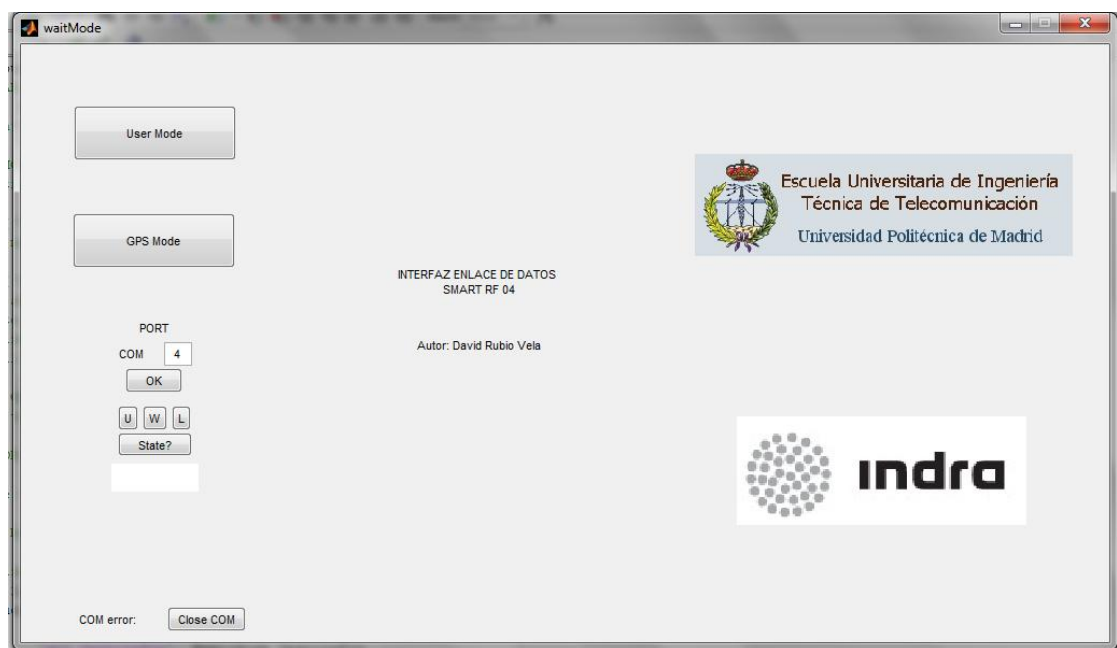 waitMode
User Mode
GPS Mode
PORT
COM 4
OK
U W L
State?
COM error: Close COM
INTERFAZ ENLACE DE DATOS
SMART RF 04
Autor: David Rubio Vela
Escuela Universitaria de Ingeniería
Técnica de Telecomunicación
Universidad Politécnica de Madrid
indra